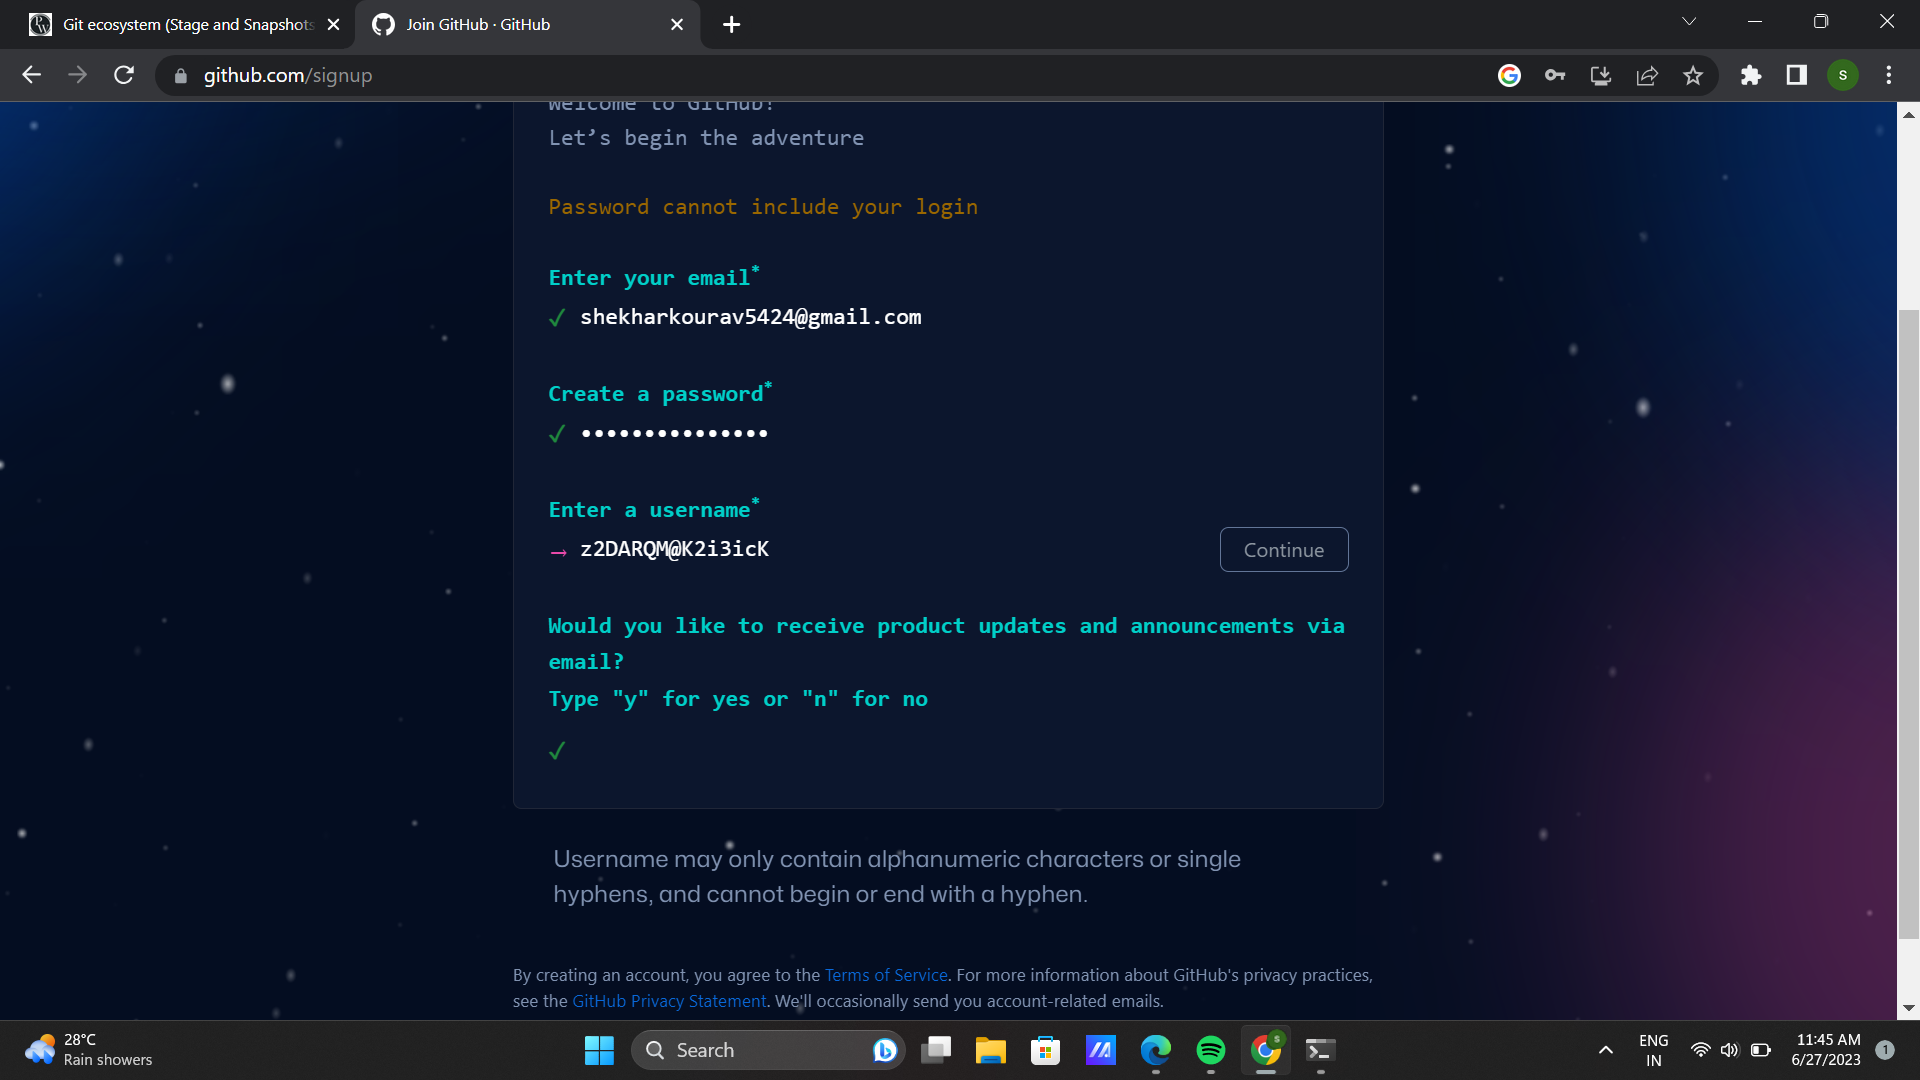 Git ecosystem (Stage and Snapshots
Join GitHub · GitHub
github.com/signup
S
Welcome to GitHub!
Let’s begin the adventure
Password cannot include your login
Enter your email*
✓ shekharkourav5424@gmail.com
Create a password*
✓ •••••••••••••••
Enter a username*
→ z2DARQM@K2i3icK
Continue
Would you like to receive product updates and announcements via
email?
Type "y" for yes or "n" for no
✓
Username may only contain alphanumeric characters or single
hyphens, and cannot begin or end with a hyphen.
By creating an account, you agree to the Terms of Service. For more information about GitHub's privacy practices,
see the GitHub Privacy Statement. We'll occasionally send you account-related emails.
28°C
Rain showers
Search
ENG
IN
11:45 AM
6/27/2023
1